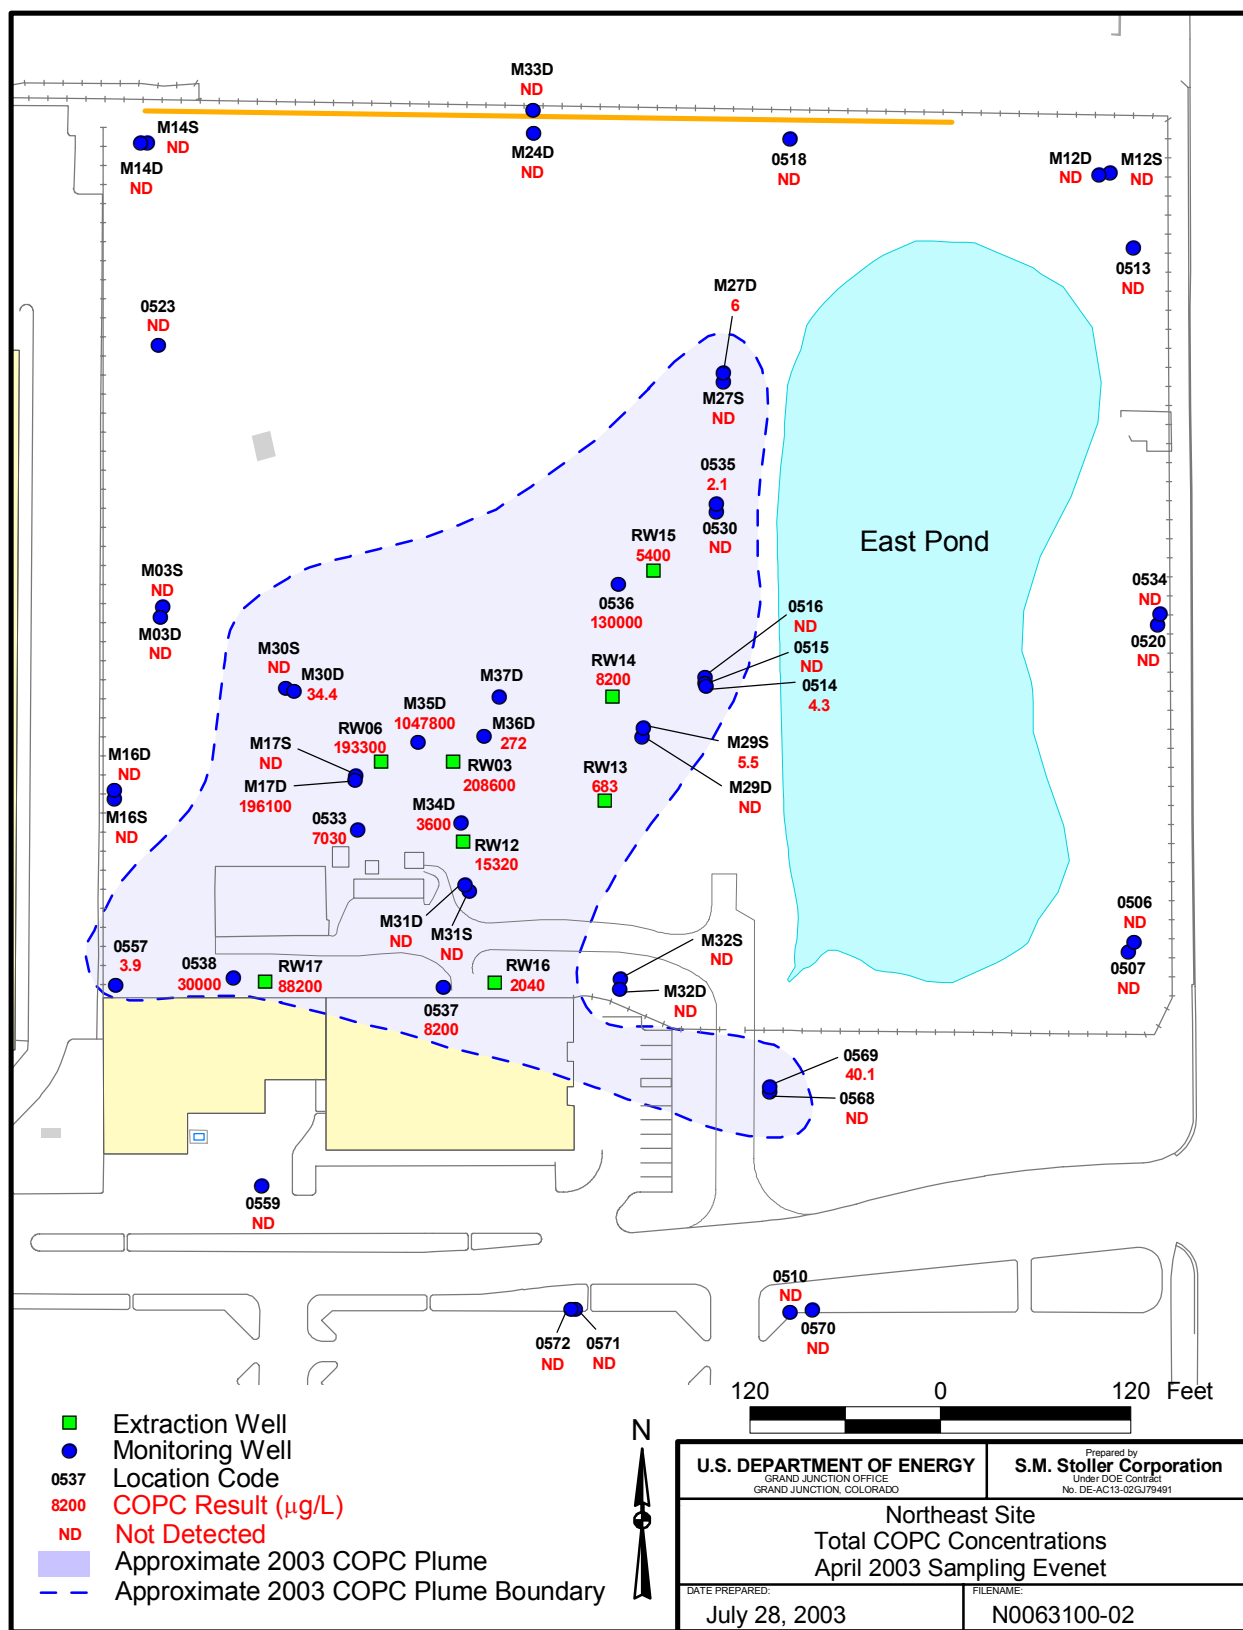 M33D
ND
M14S
ND
M14D
ND
M24D
ND
0518
ND
M12D
ND
M12S
ND
0513
ND
0523
ND
M27D
6
M27S
ND
0535
2.1
0530
ND
East Pond
RW15
5400
0536
130000
M03S
ND
M03D
ND
0534
ND
0520
ND
0516
ND
0515
ND
0514
4.3
M30S
ND
M30D
34.4
M37D
RW14
8200
M35D
1047800
M36D
272
RW06
193300
M17S
ND
M17D
196100
RW03
208600
M29S
5.5
M29D
ND
M16D
ND
M16S
ND
RW13
683
0533
7030
M34D
3600
RW12
15320
M31D
ND
M31S
ND
0506
ND
0507
ND
M32S
ND
M32D
ND
0557
3.9
0538
30000
RW17
88200
RW16
2040
0537
8200
0569
40.1
0568
ND
0559
ND
0510
ND
0570
ND
0572
ND
0571
ND
120 0 120 Feet
Extraction Well
Monitoring Well
0537 Location Code
8200 COPC Result (µg/L)
ND Not Detected
Approximate 2003 COPC Plume
Approximate 2003 COPC Plume Boundary
N
U.S. DEPARTMENT OF ENERGY
GRAND JUNCTION OFFICE
GRAND JUNCTION, COLORADO
Prepared by
S.M. Stoller Corporation
Under DOE Contract
No. DE-AC13-02GJ79491
Northeast Site
Total COPC Concentrations
April 2003 Sampling Evenet
DATE PREPARED:
July 28, 2003
FILENAME:
N0063100-02